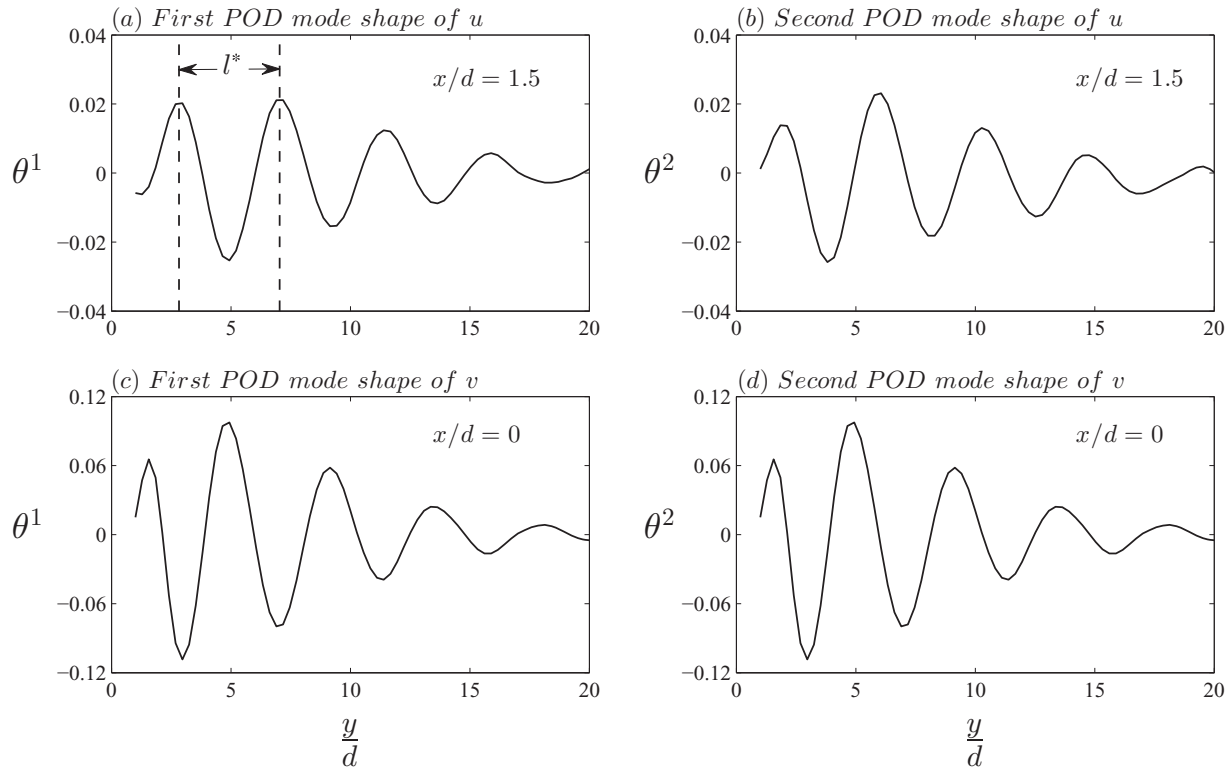 (a) First POD mode shape of u
0.04
0.02
0
−0.02
−0.04
θ¹
l*
x/d = 1.5
0 5 10 15 20
(b) Second POD mode shape of u
0.04
0.02
0
−0.02
−0.04
θ²
x/d = 1.5
0 5 10 15 20
(c) First POD mode shape of v
0.12
0.06
0
−0.06
−0.12
θ¹
x/d = 0
0 5 10 15 20
y
d
(d) Second POD mode shape of v
0.12
0.06
0
−0.06
−0.12
θ²
x/d = 0
0 5 10 15 20
y
d